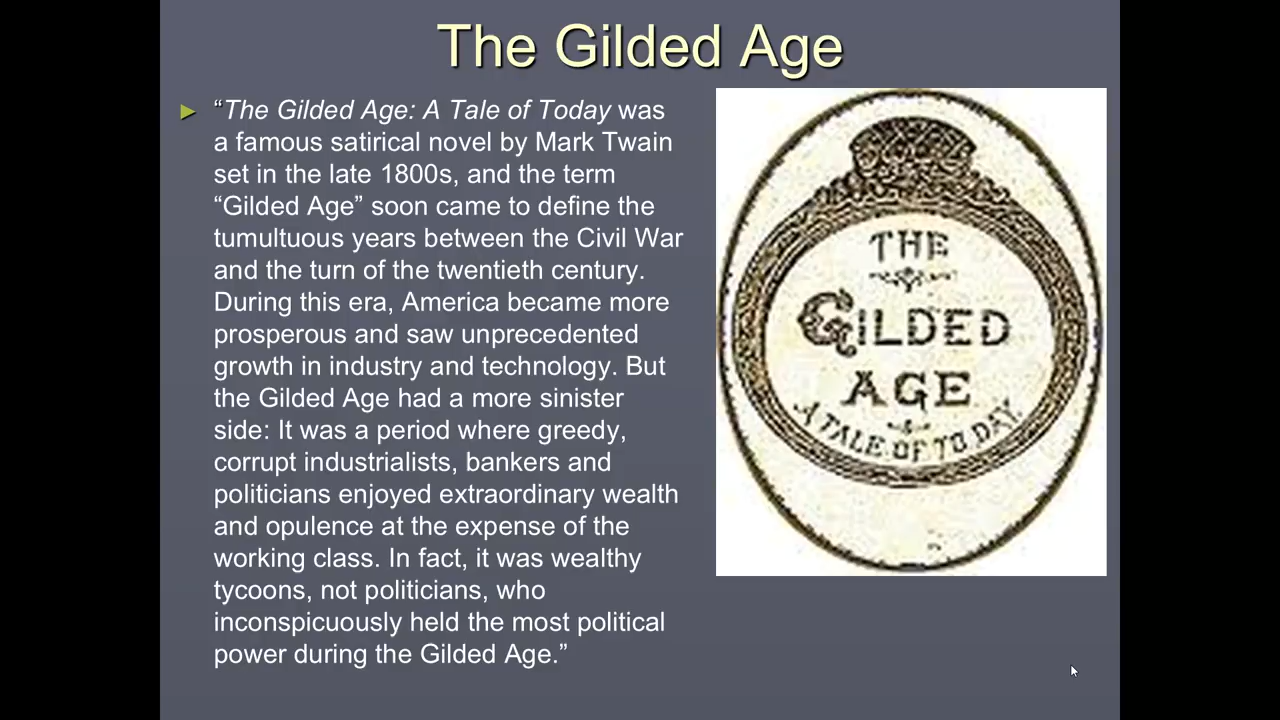 The Gilded Age
“The Gilded Age: A Tale of Today was
a famous satirical novel by Mark Twain
set in the late 1800s, and the term
“Gilded Age” soon came to define the
tumultuous years between the Civil War
and the turn of the twentieth century.
During this era, America became more
prosperous and saw unprecedented
growth in industry and technology. But
the Gilded Age had a more sinister
side: It was a period where greedy,
corrupt industrialists, bankers and
politicians enjoyed extraordinary wealth
and opulence at the expense of the
working class. In fact, it was wealthy
tycoons, not politicians, who
inconspicuously held the most political
power during the Gilded Age.”
THE
GILDED
AGE
A TALE OF TO DAY